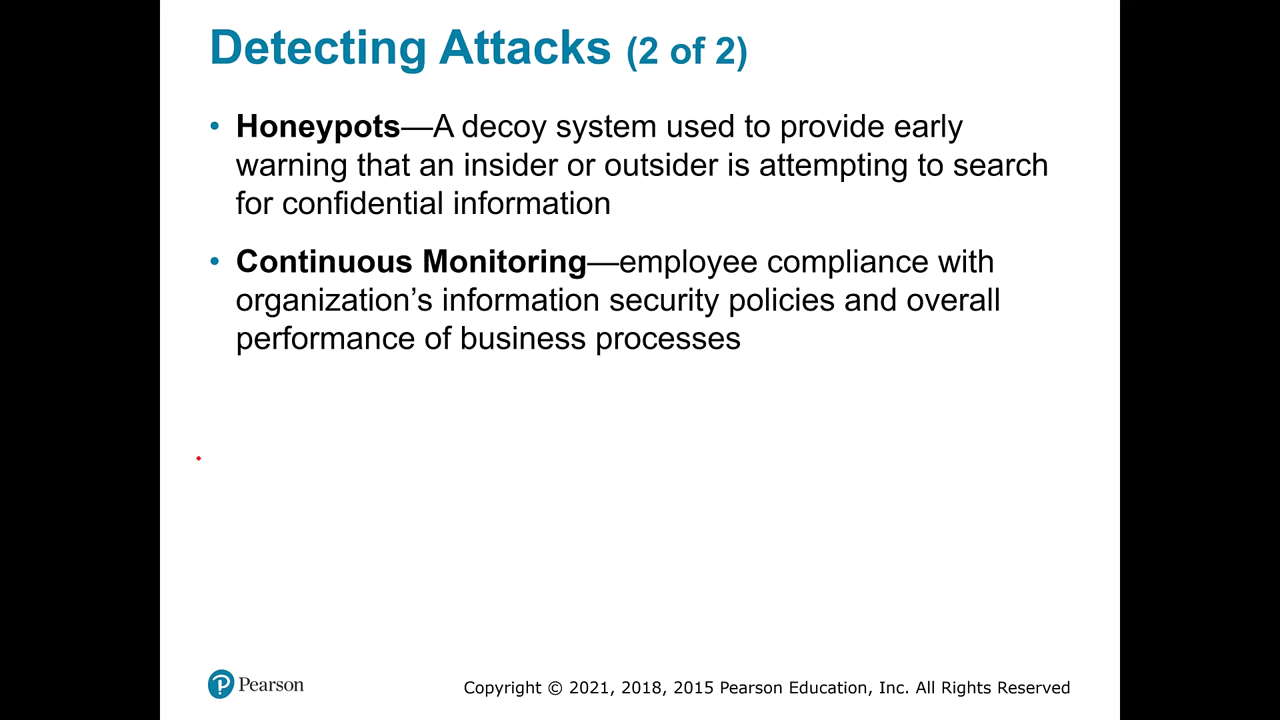 Detecting Attacks (2 of 2)
• Honeypots—A decoy system used to provide early
warning that an insider or outsider is attempting to search
for confidential information
• Continuous Monitoring—employee compliance with
organization’s information security policies and overall
performance of business processes
Pearson
Copyright © 2021, 2018, 2015 Pearson Education, Inc. All Rights Reserved